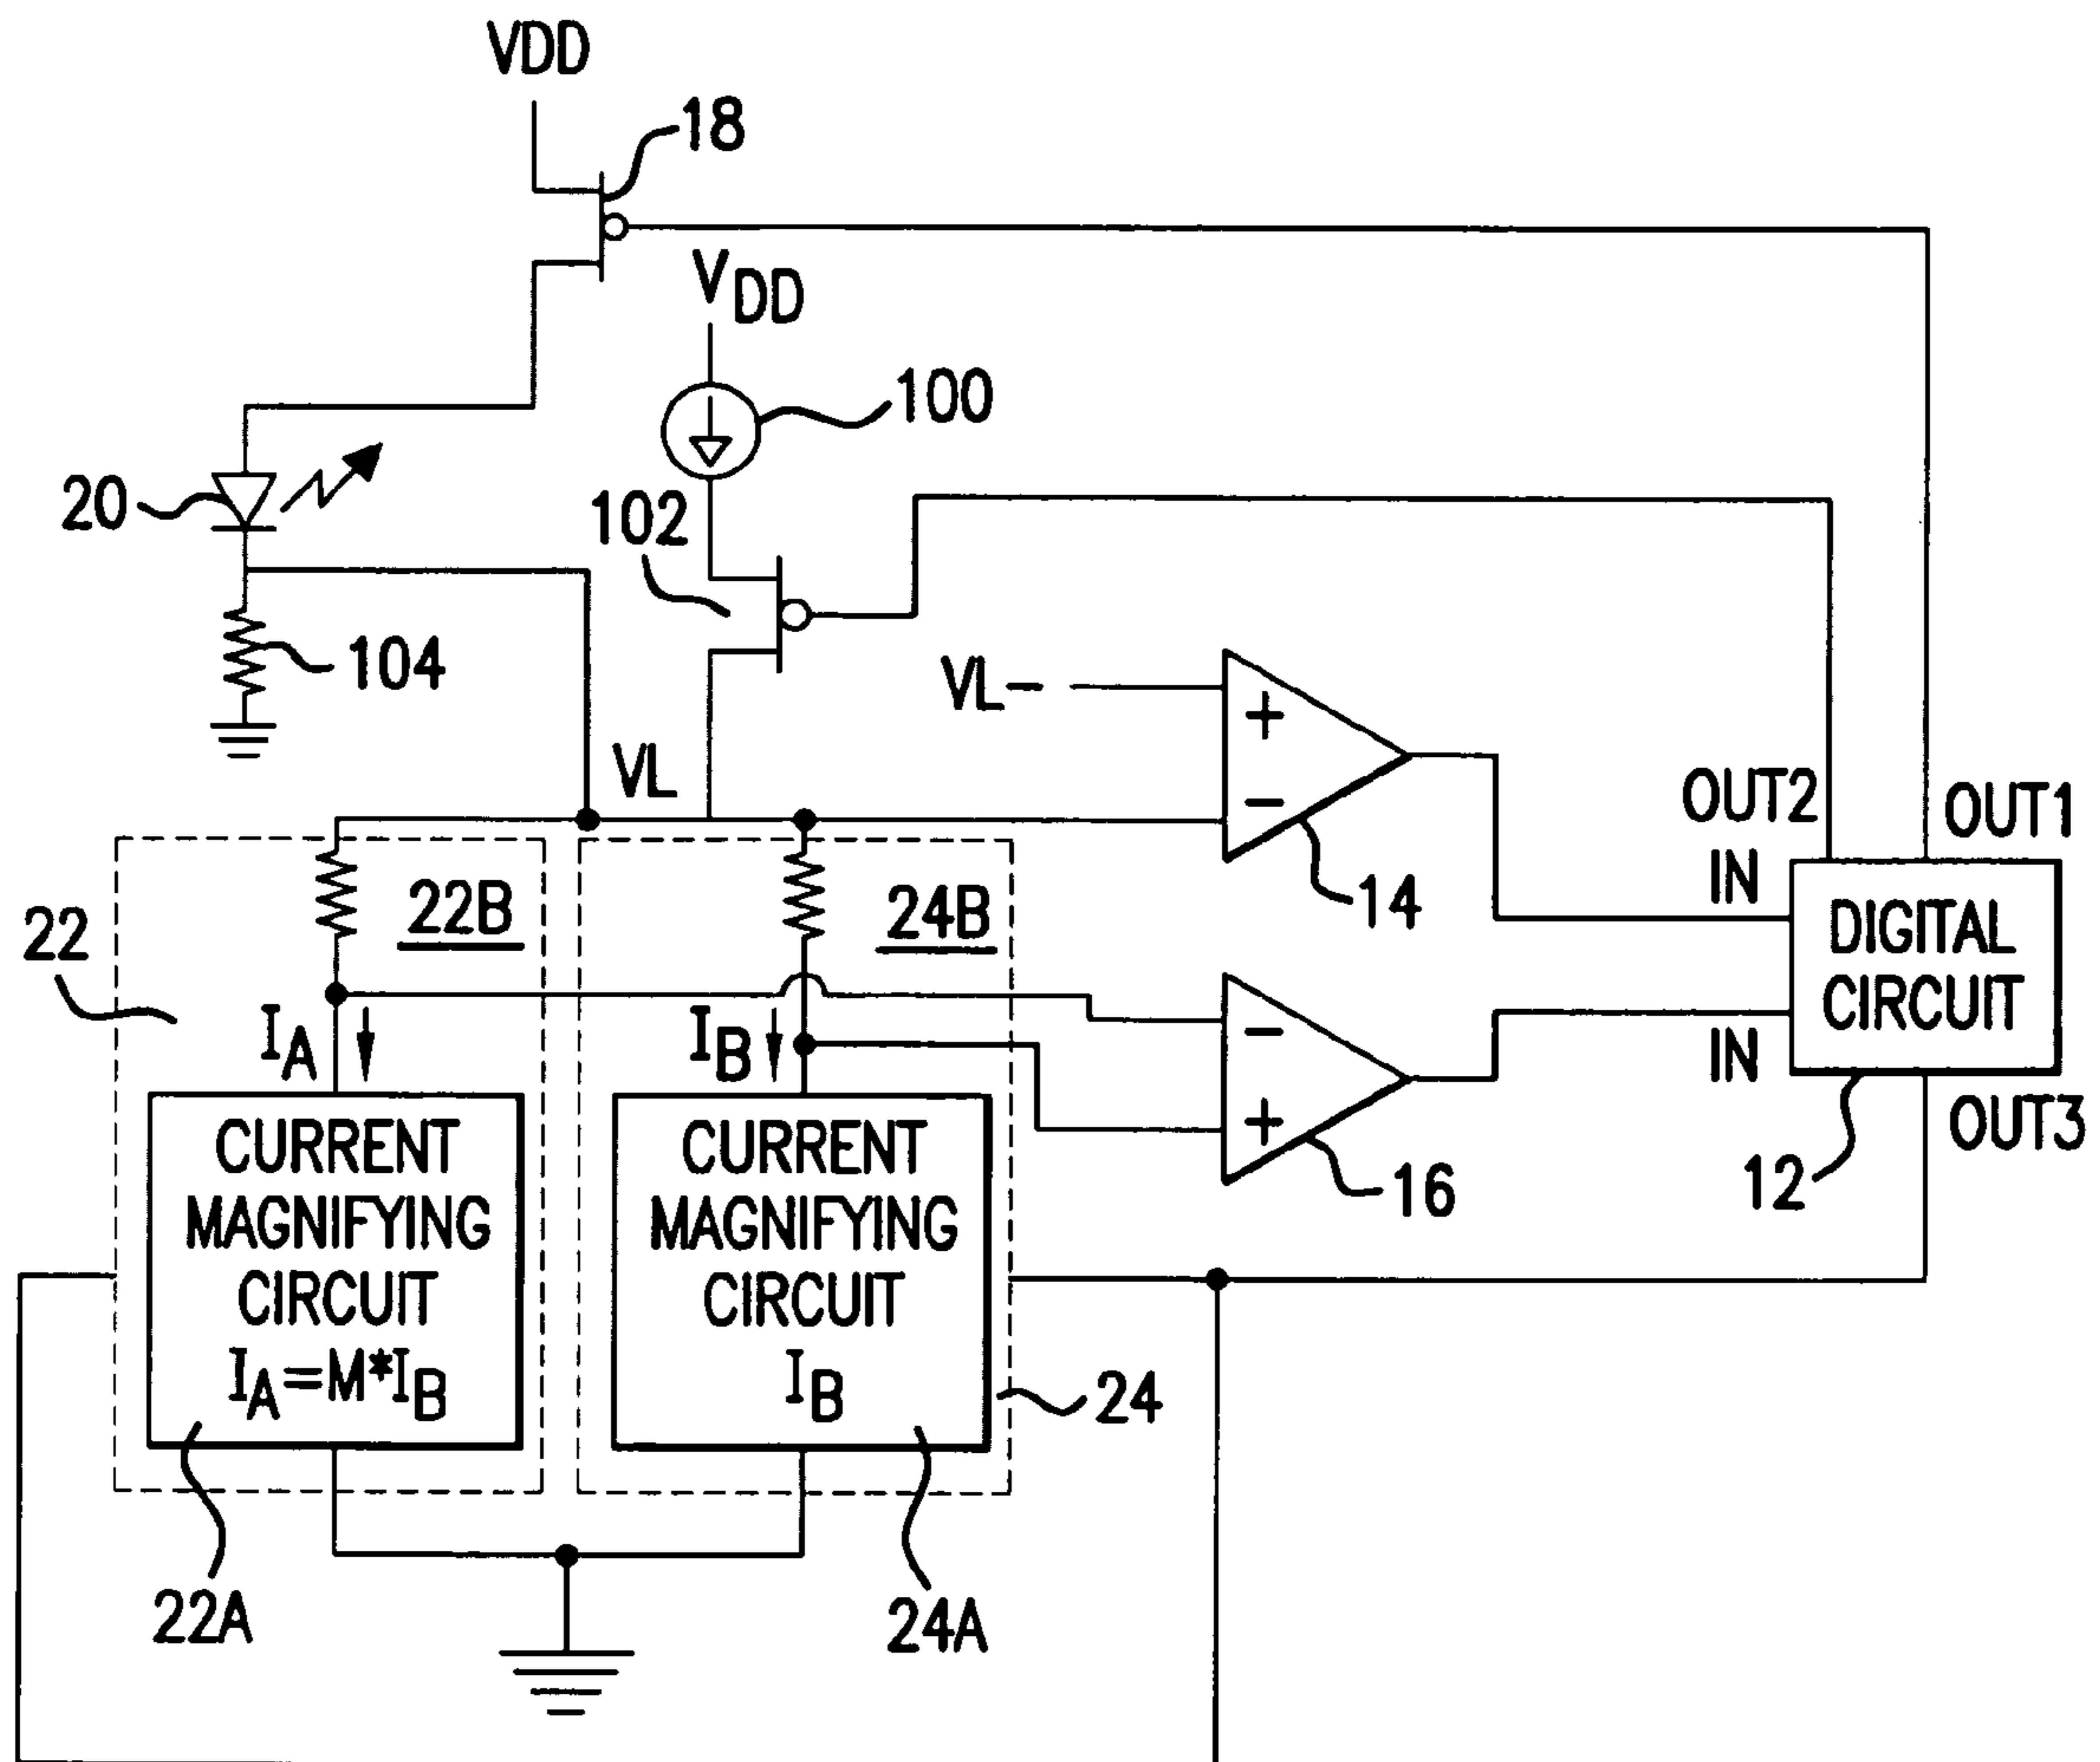 VDD
18
VDD
100
20
102
104
VL-
+
VL
-
OUT2
OUT1
IN
14
22B
24B
22
DIGITAL
CIRCUIT
-
IA
IB
IN
+
OUT3
12
16
CURRENT
MAGNIFYING
CIRCUIT
IA=M*IB
CURRENT
MAGNIFYING
CIRCUIT
IB
24
22A
24A